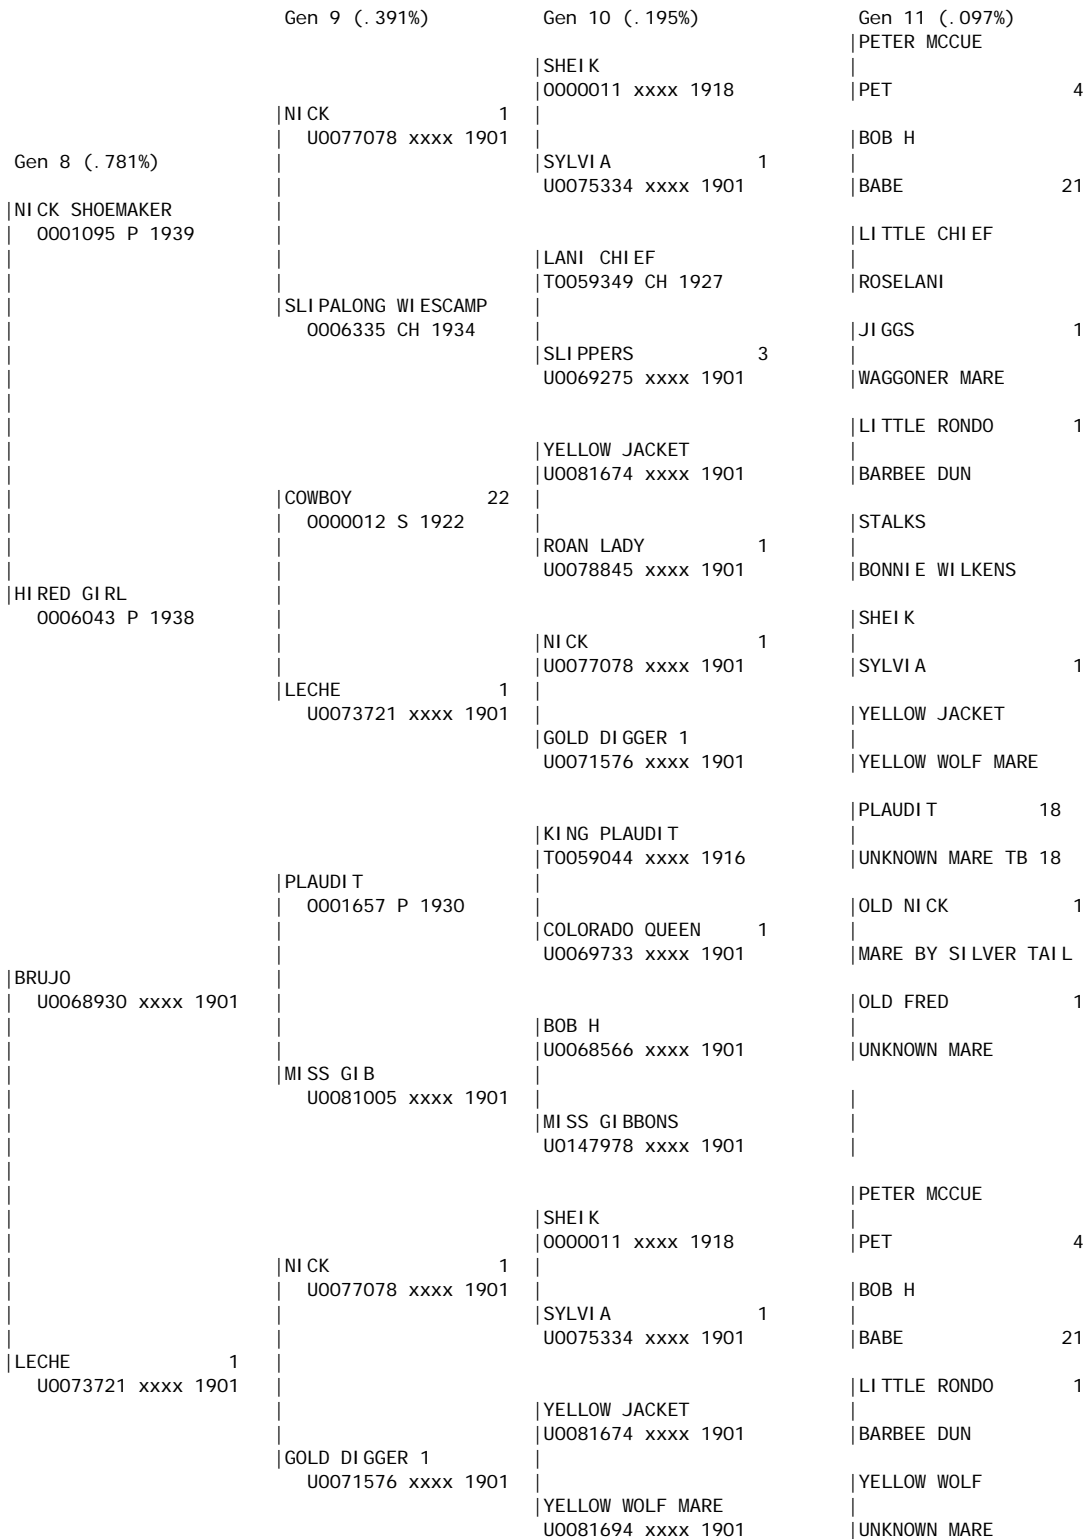 Gen 9 (.391%) Gen 10 (.195%) Gen 11 (.097%)
|PETER MCCUE
|SHEIK |
|0000011 xxxx 1918 |PET 4
|NICK 1 |
| U0077078 xxxx 1901 | |BOB H
Gen 8 (.781%) | |SYLVIA 1 |
| U0075334 xxxx 1901 |BABE 21
|NICK SHOEMAKER |
| 0001095 P 1939 | |LITTLE CHIEF
| | |LANI CHIEF |
| | |T0059349 CH 1927 |ROSELANI
| |SLIPALONG WIESCAMP |
| 0006335 CH 1934 | |JIGGS 1
| |SLIPPERS 3 |
| U0069275 xxxx 1901 |WAGGONER MARE
|
| |LITTLE RONDO 1
| |YELLOW JACKET |
| |U0081674 xxxx 1901 |BARBEE DUN
| |COWBOY 22 |
| | 0000012 S 1922 | |STALKS
| | |ROAN LADY 1 |
| | U0078845 xxxx 1901 |BONNIE WILKENS
|HIRED GIRL |
0006043 P 1938 | |SHEIK
| |NICK 1 |
| |U0077078 xxxx 1901 |SYLVIA 1
|LECHE 1 |
U0073721 xxxx 1901 | |YELLOW JACKET
|GOLD DIGGER 1 |
U0071576 xxxx 1901 |YELLOW WOLF MARE
|PLAUDIT 18
|KING PLAUDIT |
|T0059044 xxxx 1916 |UNKNOWN MARE TB 18
|PLAUDIT |
| 0001657 P 1930 | |OLD NICK 1
| |COLORADO QUEEN 1 |
| U0069733 xxxx 1901 |MARE BY SILVER TAIL
|BRUJO |
| U0068930 xxxx 1901 | |OLD FRED 1
| | |BOB H |
| | |U0068566 xxxx 1901 |UNKNOWN MARE
| |MISS GIB |
| U0081005 xxxx 1901 | |
| |MISS GIBBONS |
| U0147978 xxxx 1901 |
|
| |PETER MCCUE
| |SHEIK |
| |0000011 xxxx 1918 |PET 4
| |NICK 1 |
| | U0077078 xxxx 1901 | |BOB H
| | |SYLVIA 1 |
| | U0075334 xxxx 1901 |BABE 21
|LECHE 1 |
U0073721 xxxx 1901 | |LITTLE RONDO 1
| |YELLOW JACKET |
| |U0081674 xxxx 1901 |BARBEE DUN
|GOLD DIGGER 1 |
U0071576 xxxx 1901 | |YELLOW WOLF
|YELLOW WOLF MARE |
U0081694 xxxx 1901 |UNKNOWN MARE